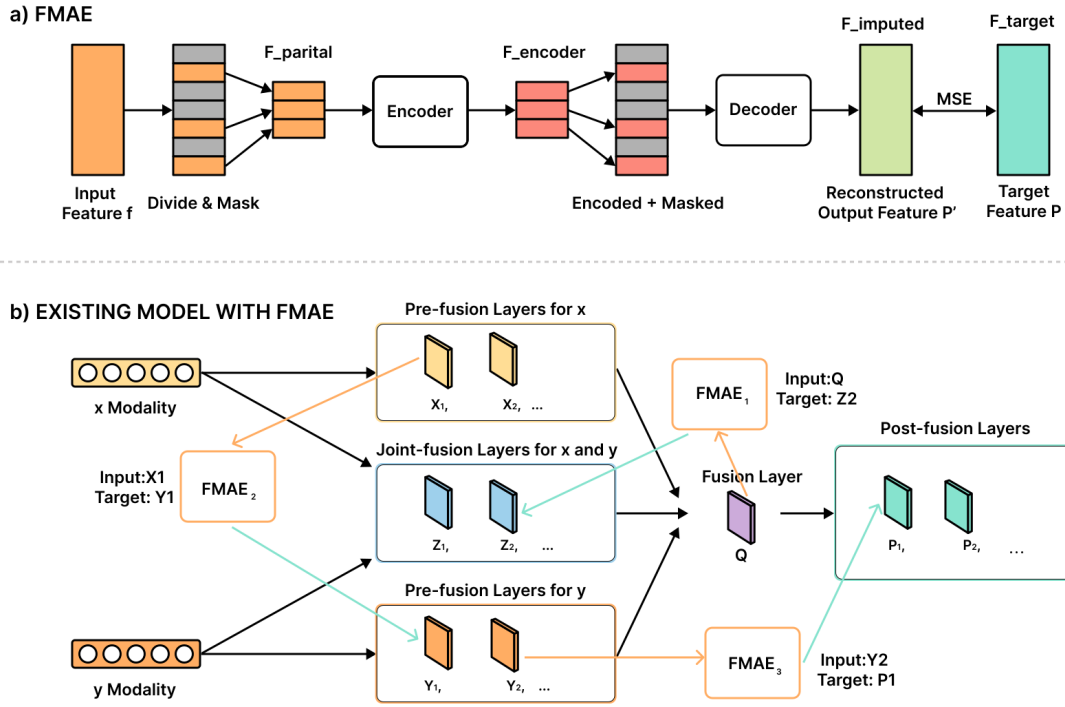 a) FMAE
F_parital
F_encoder
F_imputed
F_target
Encoder
Decoder
MSE
Input
Feature f
Divide & Mask
Encoded + Masked
Reconstructed
Output Feature P'
Target
Feature P
b) EXISTING MODEL WITH FMAE
Pre-fusion Layers for x
x Modality
X₁,
X₂, ...
FMAE₁
Input:Q
Target: Z2
Joint-fusion Layers for x and y
Post-fusion Layers
Input:X1
Target: Y1
FMAE₂
Z₁,
Z₂, ...
Fusion Layer
Q
P₁,
P₂, ...
Pre-fusion Layers for y
y Modality
Y₁,
Y₂, ...
FMAE₃
Input:Y2
Target: P1